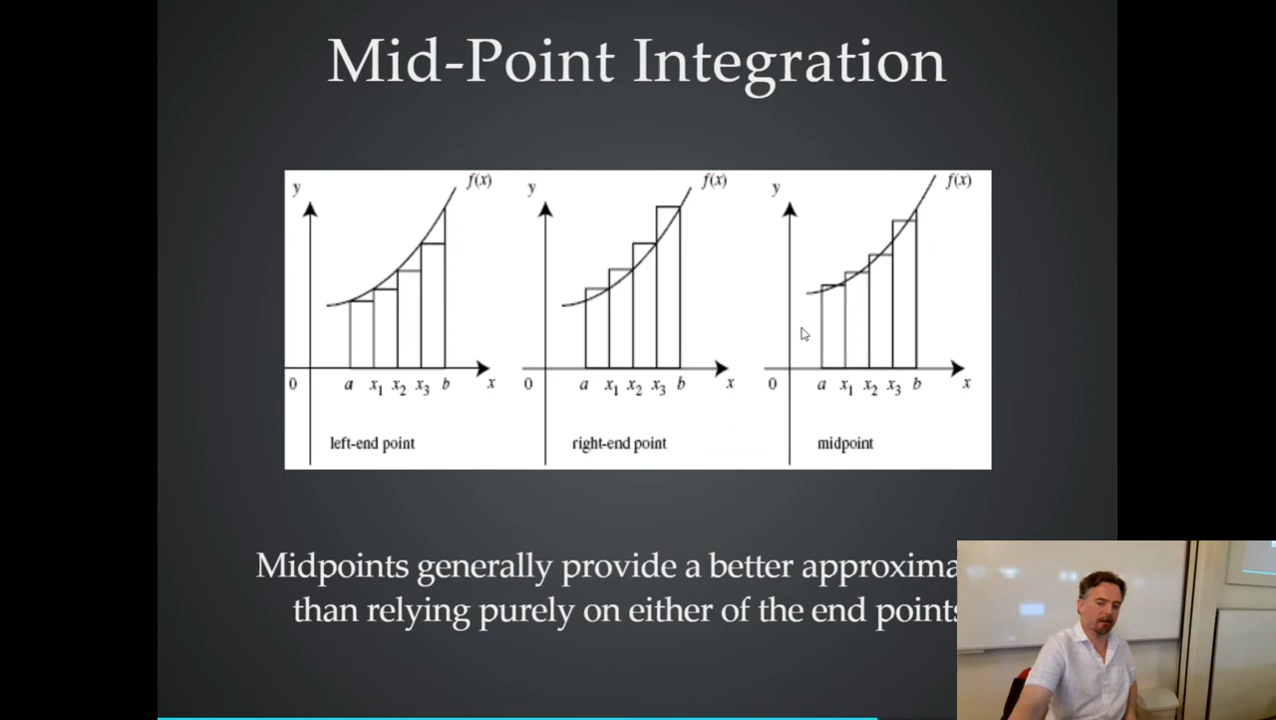 Mid-Point Integration
y f(x) y f(x) y f(x)
0 a x₁ x₂ x₃ b x 0 a x₁ x₂ x₃ b x 0 a x₁ x₂ x₃ b x
left-end point right-end point midpoint
Midpoints generally provide a better approxima
than relying purely on either of the end points